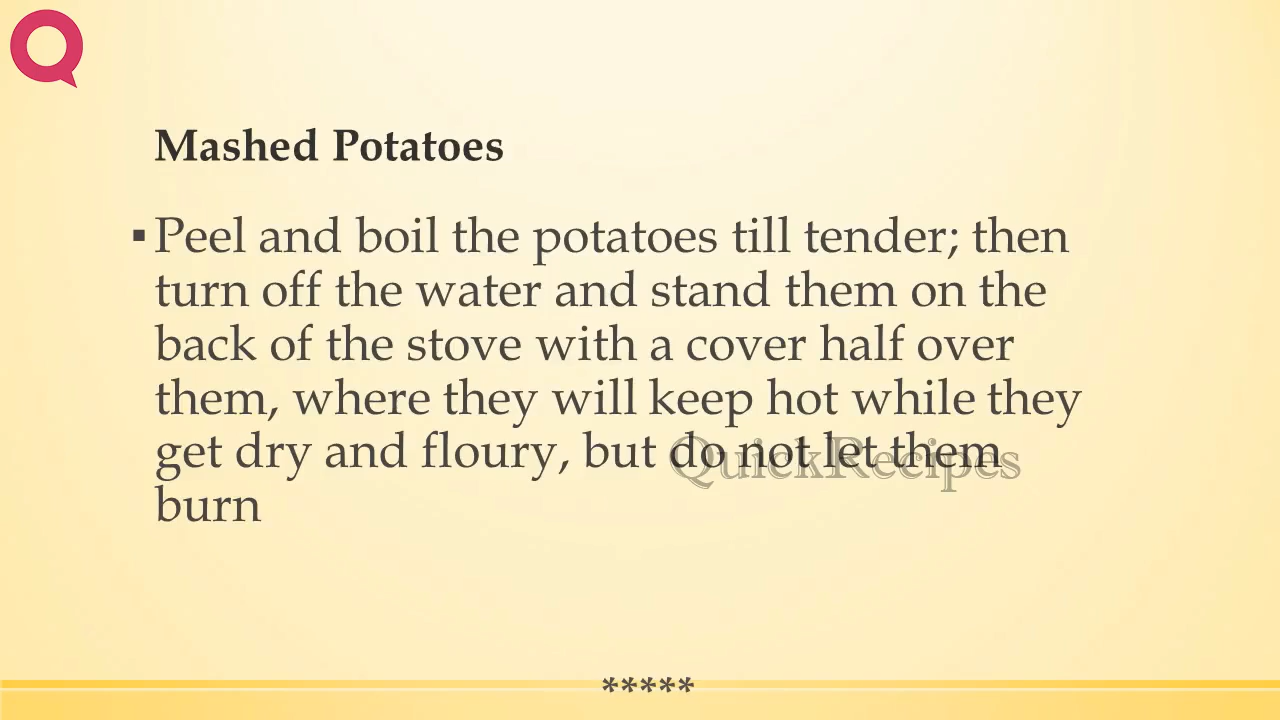 Mashed Potatoes
▪ Peel and boil the potatoes till tender; then
turn off the water and stand them on the
back of the stove with a cover half over
them, where they will keep hot while they
get dry and floury, but do not let them
QuickRecipes
burn
*****